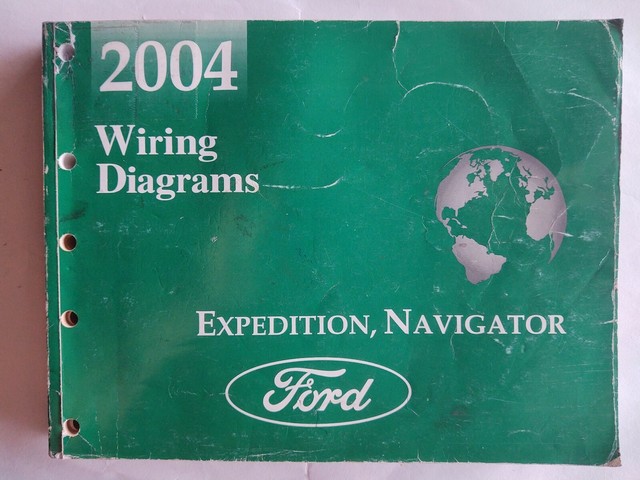 2004
Wiring
Diagrams
EXPEDITION, NAVIGATOR
Ford